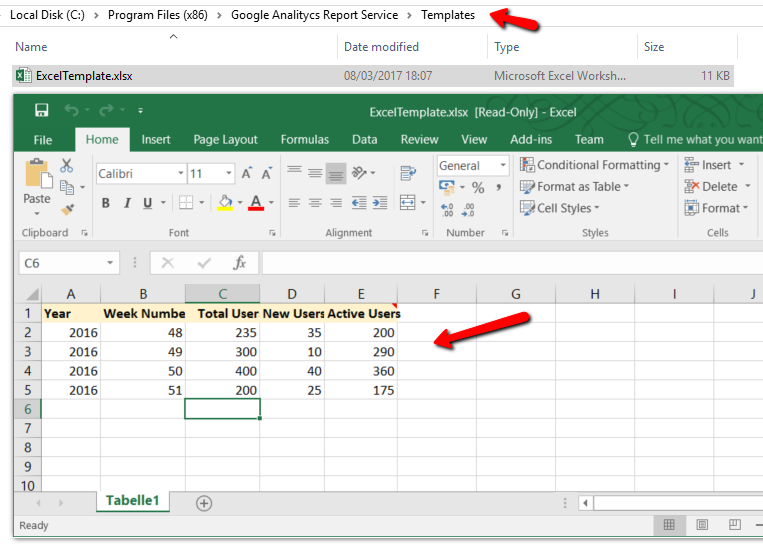 Local Disk (C:) > Program Files (x86) > Google Analitycs Report Service > Templates
Name Date modified Type Size
ExcelTemplate.xlsx 08/03/2017 18:07 Microsoft Excel Worksh... 11 KB
ExcelTemplate.xlsx [Read-Only] - Excel
File Home Insert Page Layout Formulas Data Review View Add-ins Team Tell me what you want
Calibri 11 A A General Conditional Formatting Insert
Paste B I U A % , Format as Table Delete
.00 .00 Cell Styles Format
Clipboard Font Alignment Number Styles Cells
C6 fx
A B C D E F G H I J
1 Year Week Numbe Total User New Users Active Users
2 2016 48 235 35 200
3 2016 49 300 10 290
4 2016 50 400 40 360
5 2016 51 200 25 175
6
7
8
9
10
Tabelle1
Ready